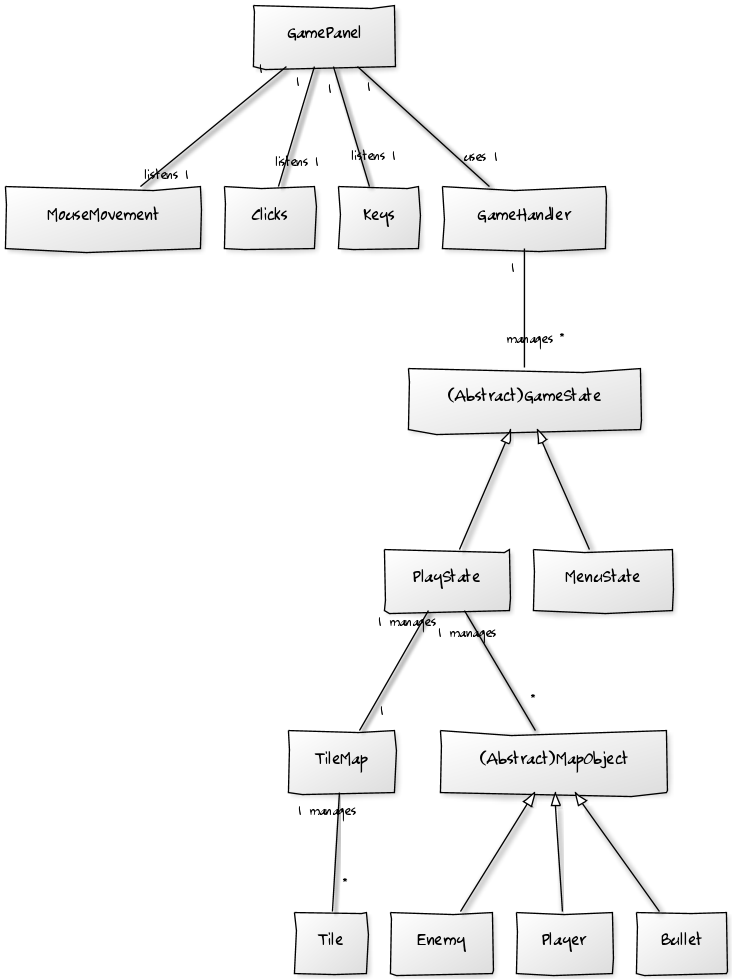 GamePanel
1
1
1
1
listens 1
listens 1
listens 1
uses 1
MouseMovement
Clicks
Keys
GameHandler
1
manages *
(Abstract)GameState
PlayState
MenuState
1 manages
1 manages
1
*
TileMap
(Abstract)MapObject
1 manages
*
Tile
Enemy
Player
Bullet